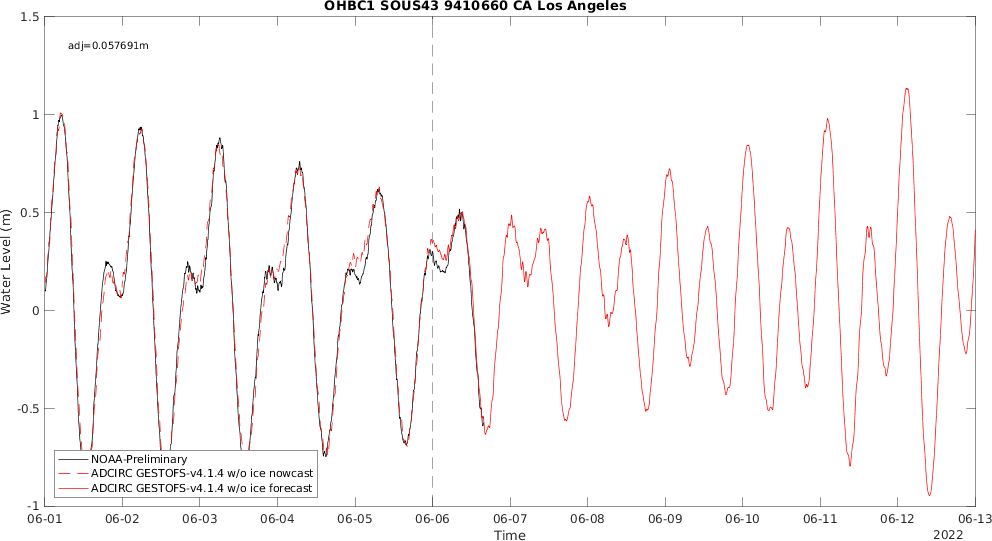 OHBC1 SOUS43 9410660 CA Los Angeles
adj=0.057691m
1.5
1
0.5
0
-0.5
-1
Water Level (m)
NOAA-Preliminary
ADCIRC GESTOFS-v4.1.4 w/o ice nowcast
ADCIRC GESTOFS-v4.1.4 w/o ice forecast
06-01 06-02 06-03 06-04 06-05 06-06 06-07 06-08 06-09 06-10 06-11 06-12 06-13
Time
2022